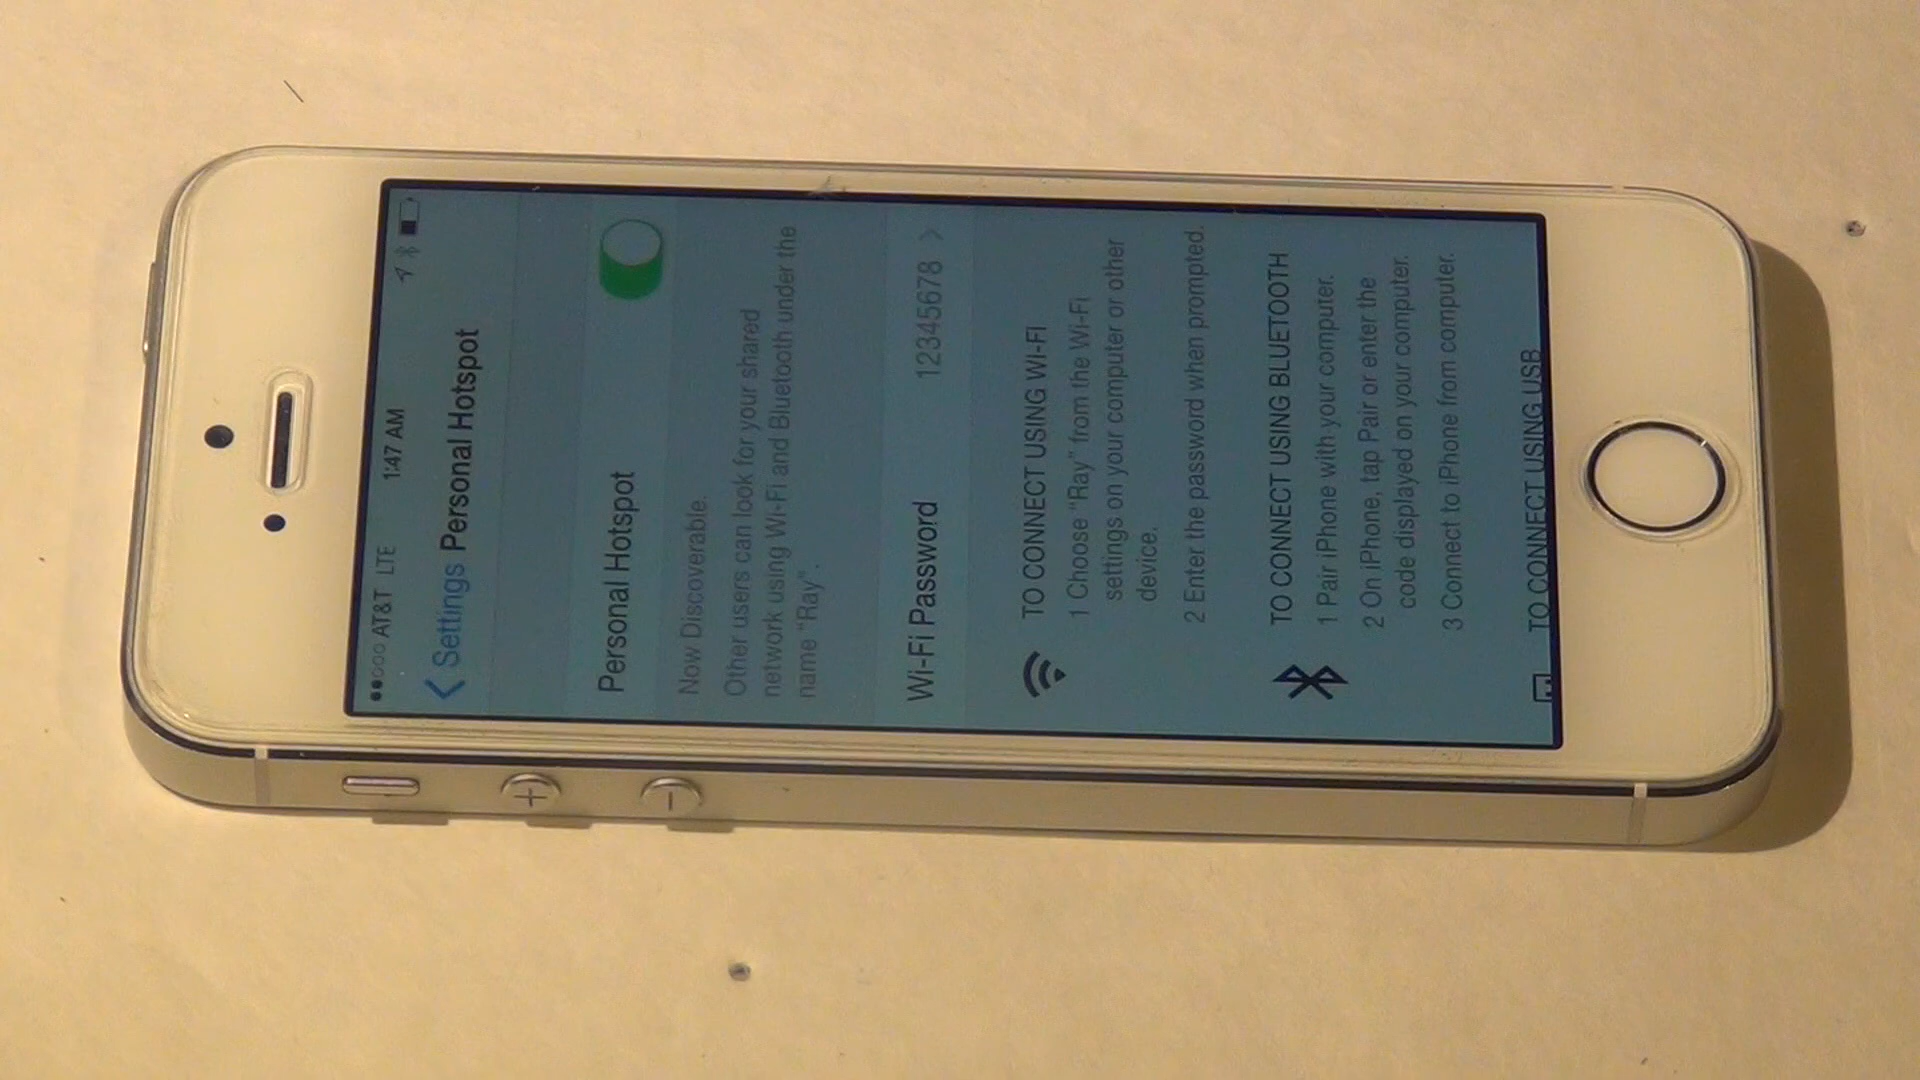 AT&T LTE 1:47 AM
Settings Personal Hotspot
Personal Hotspot
Now Discoverable.
Other users can look for your shared
network using Wi-Fi and Bluetooth under the
name "Ray".
Wi-Fi Password 12345678
TO CONNECT USING WI-FI
1 Choose "Ray" from the Wi-Fi
settings on your computer or other
device.
2 Enter the password when prompted.
TO CONNECT USING BLUETOOTH
1 Pair iPhone with your computer.
2 On iPhone, tap Pair or enter the
code displayed on your computer.
3 Connect to iPhone from computer.
TO CONNECT USING USB